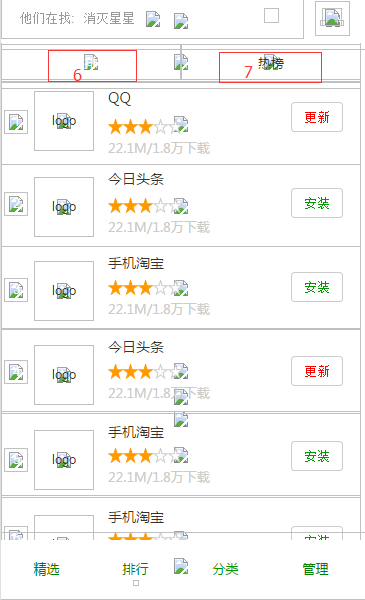 他们在找: 消灭星星
6
7 热榜
QQ
logo
更新
22.1M/1.8万下载
今日头条
logo
安装
22.1M/1.8万下载
手机淘宝
logo
安装
22.1M/1.8万下载
今日头条
logo
更新
22.1M/1.8万下载
手机淘宝
logo
安装
22.1M/1.8万下载
手机淘宝
logo
安装
精选 排行 分类 管理